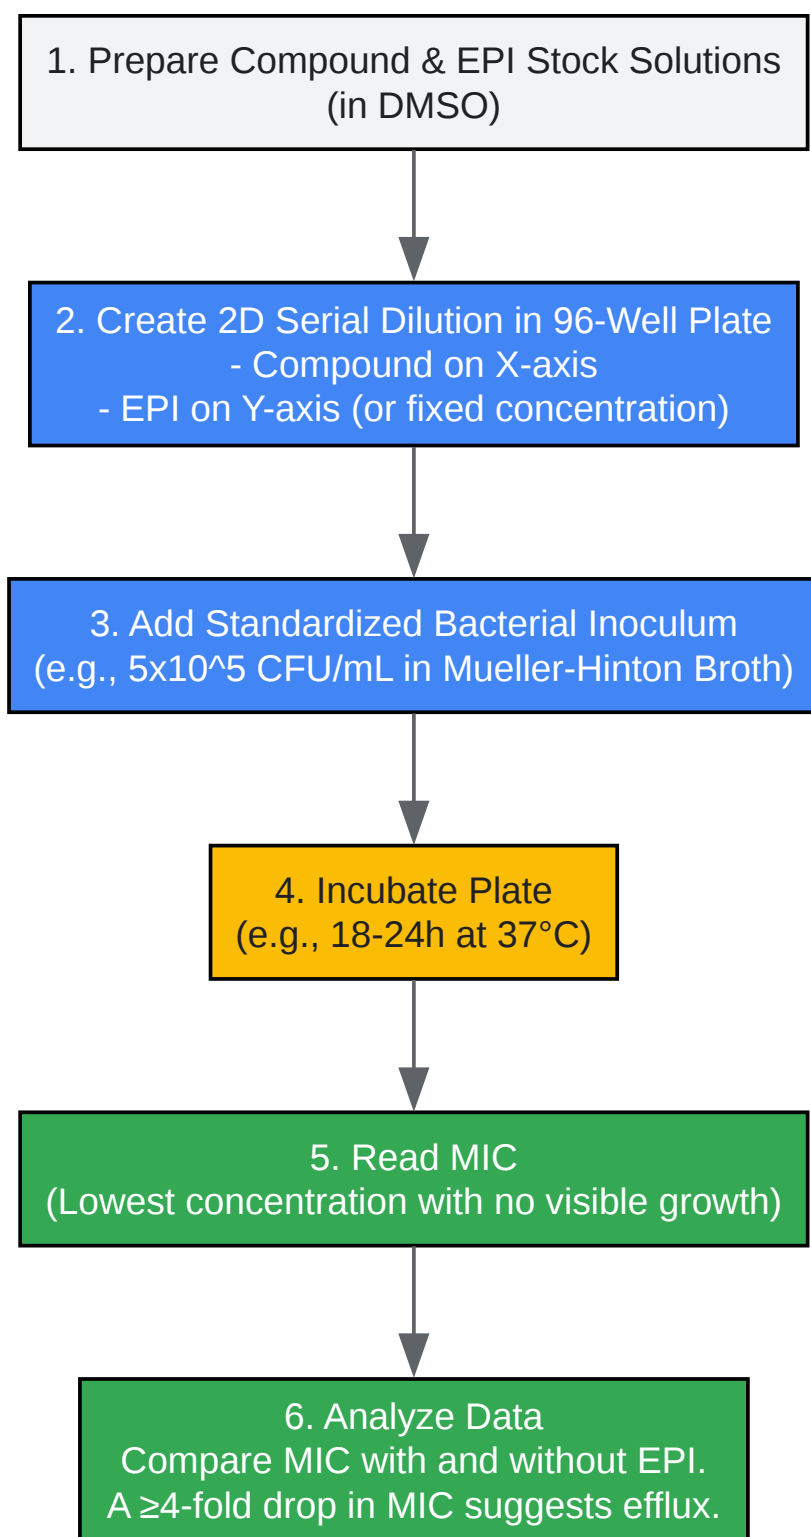 1. Prepare Compound & EPI Stock Solutions
(in DMSO)
2. Create 2D Serial Dilution in 96-Well Plate
- Compound on X-axis
- EPI on Y-axis (or fixed concentration)
3. Add Standardized Bacterial Inoculum
(e.g., 5x10^5 CFU/mL in Mueller-Hinton Broth)
4. Incubate Plate
(e.g., 18-24h at 37°C)
5. Read MIC
(Lowest concentration with no visible growth)
6. Analyze Data
Compare MIC with and without EPI.
A ≥4-fold drop in MIC suggests efflux.